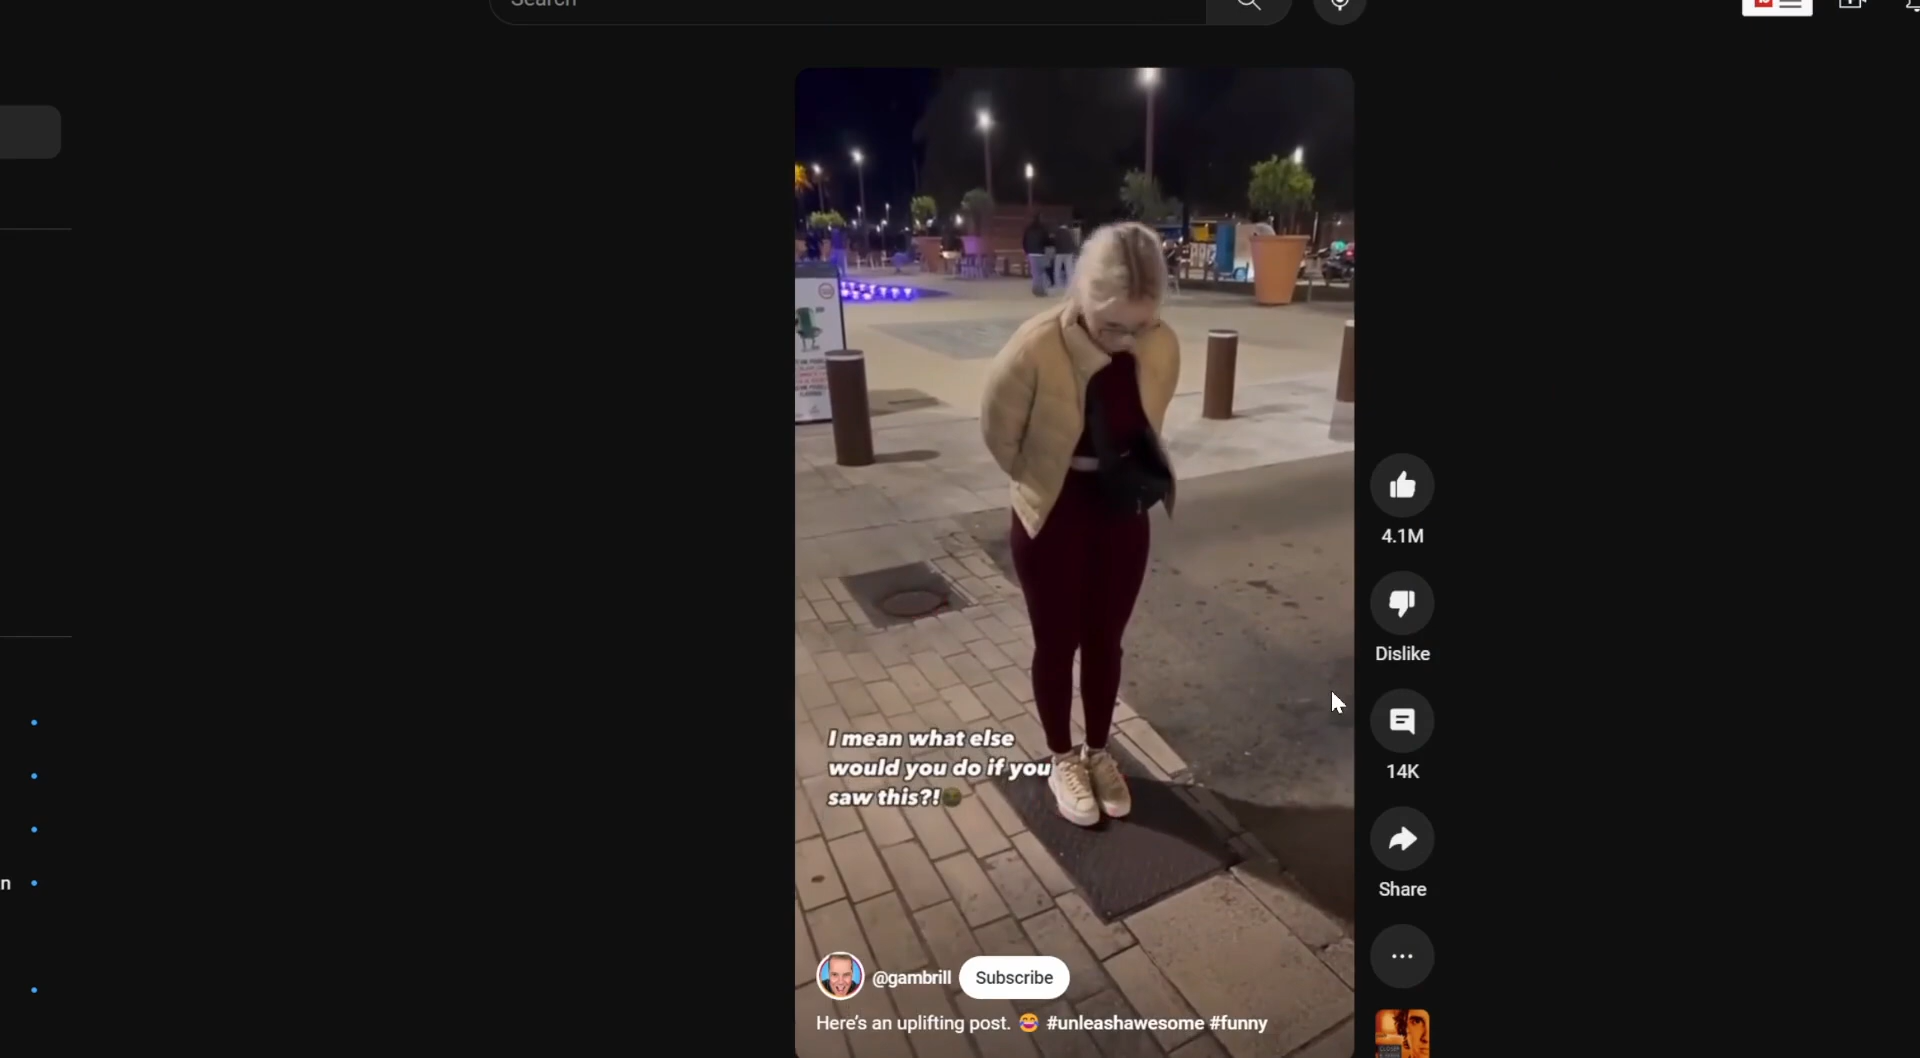 Search
I mean what else
would you do if you
saw this?!
4.1M
Dislike
14K
Share
n
@gambrill
Subscribe
Here's an uplifting post. 😂 #unleashawesome #funny